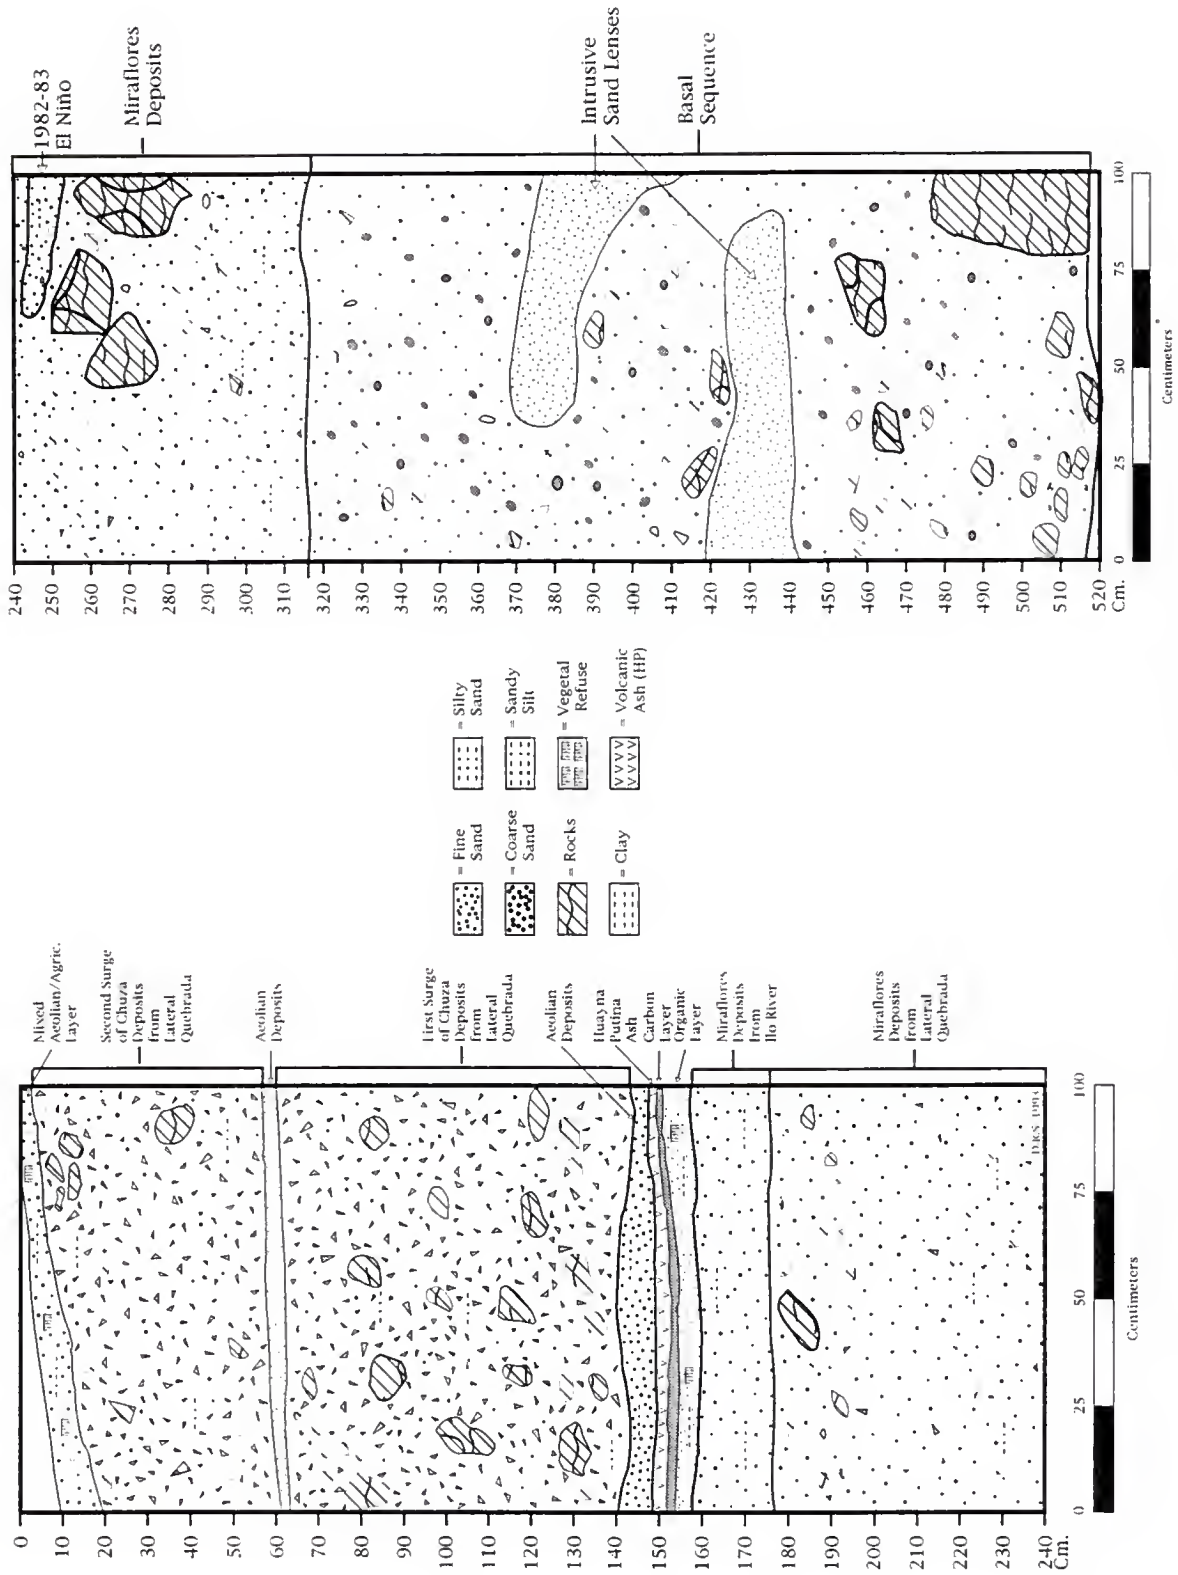 0
10
20
30
40
50
60
70
80
90
100
110
120
130
140
150
160
170
180
190
200
210
220
230
240
Cm.
Mixed
Aeolian/Agric.
Layer
Second Surge
of Chuza
Deposits
from
Lateral
Quebrada
Aeolian
Deposits
First Surge
of Chuza
Deposits
from
Lateral
Quebrada
Aeolian
Deposits
Huayna
Putina
Ash
Carbon
Layer
Organic
Layer
Miraflores
Deposits
from
Ilo River
Miraflores
Deposits
from Lateral
Quebrada
DKS 1993
0
25
50
75
100
Centimeters
= Fine
Sand
= Coarse
Sand
= Rocks
= Clay
= Silty
Sand
= Sandy
Silt
= Vegetal
Refuse
= Volcanic
Ash (HP)
240
250
260
270
280
290
300
310
320
330
340
350
360
370
380
390
400
410
420
430
440
450
460
470
480
490
500
510
520
Cm.
1982-83
El Niño
Miraflores
Deposits
Intrusive
Sand Lenses
Basal
Sequence
0
25
50
75
100
Centimeters